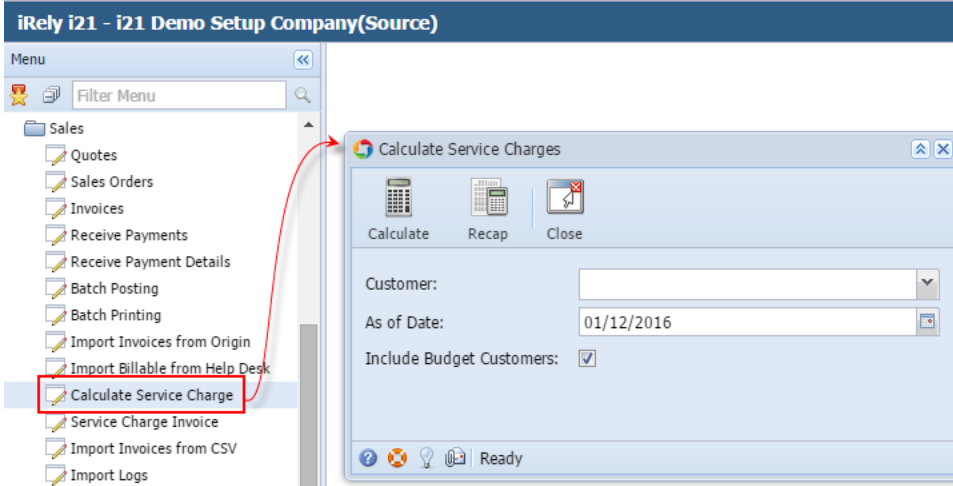 iRely i21 - i21 Demo Setup Company(Source)
Menu
Filter Menu
Sales
Quotes
Sales Orders
Invoices
Receive Payments
Receive Payment Details
Batch Posting
Batch Printing
Import Invoices from Origin
Import Billable from Help Desk
Calculate Service Charge
Service Charge Invoice
Import Invoices from CSV
Import Logs
Calculate Service Charges
Calculate Recap Close
Customer:
As of Date: 01/12/2016
Include Budget Customers:
Ready